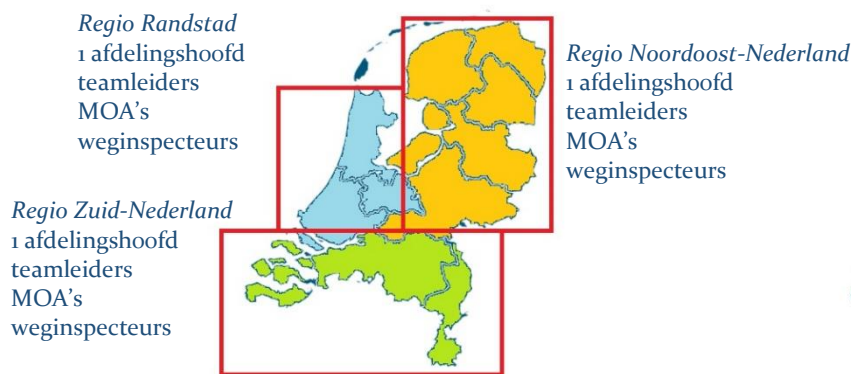 Regio Randstad
1 afdelingshoofd
teamleiders
MOA's
weginspecteurs
Regio Noordoost-Nederland
1 afdelingshoofd
teamleiders
MOA's
weginspecteurs
Regio Zuid-Nederland
1 afdelingshoofd
teamleiders
MOA's
weginspecteurs